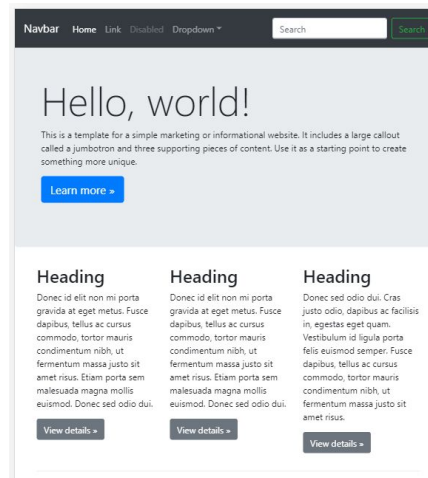 Navbar Home Link Disabled Dropdown Search Search
Hello, world!
This is a template for a simple marketing or informational website. It includes a large callout
called a jumbotron and three supporting pieces of content. Use it as a starting point to create
something more unique.
Learn more »
Heading
Donec id elit non mi porta
gravida at eget metus. Fusce
dapibus, tellus ac cursus
commodo, tortor mauris
condimentum nibh, ut
fermentum massa justo sit
amet risus. Etiam porta sem
malesuada magna mollis
euismod. Donec sed odio dui.
View details »
Heading
Donec id elit non mi porta
gravida at eget metus. Fusce
dapibus, tellus ac cursus
commodo, tortor mauris
condimentum nibh, ut
fermentum massa justo sit
amet risus. Etiam porta sem
malesuada magna mollis
euismod. Donec sed odio dui.
View details »
Heading
Donec sed odio dui. Cras
justo odio, dapibus ac facilisis
in, egestas eget quam.
Vestibulum id ligula porta
felis euismod semper. Fusce
dapibus, tellus ac cursus
commodo, tortor mauris
condimentum nibh, ut
fermentum massa justo sit
amet risus.
View details »